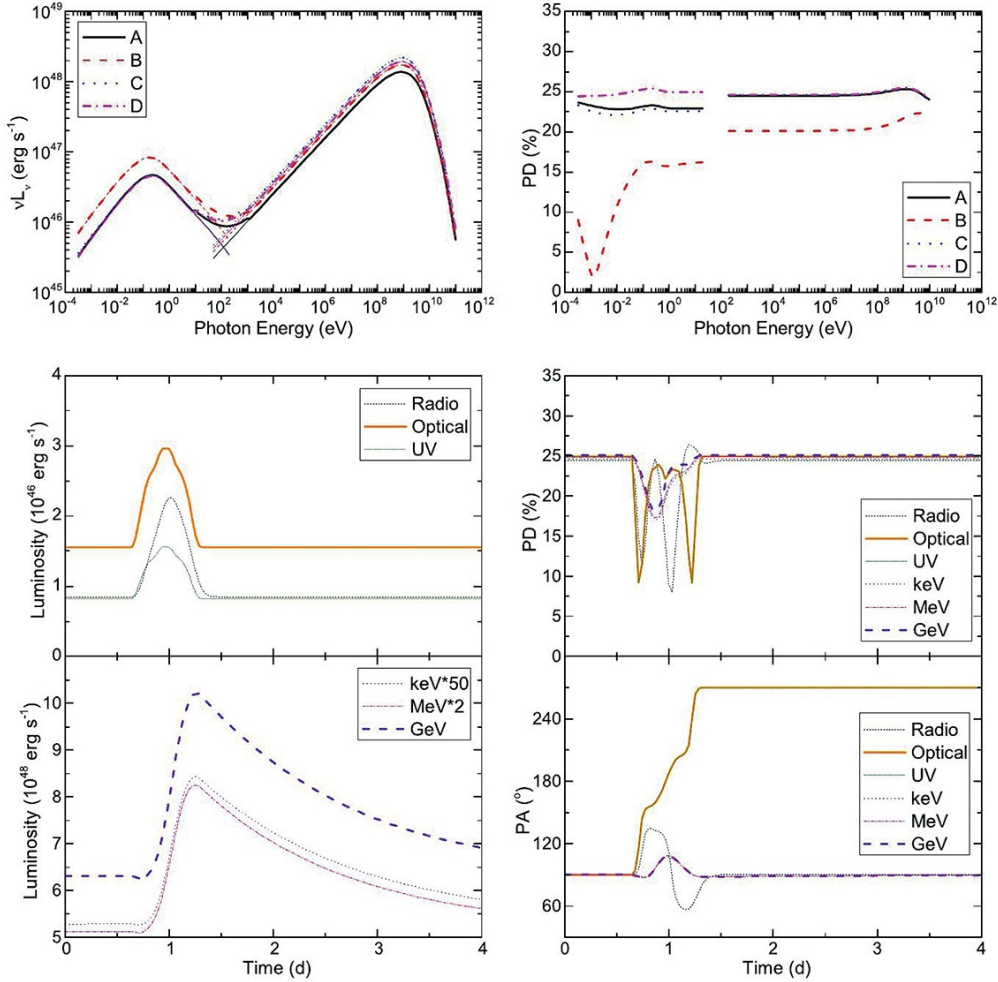 10^49
10^48
10^47
10^46
10^45
νL_ν (erg s^-1)
A
B
C
D
10^-4 10^-2 10^0 10^2 10^4 10^6 10^8 10^10 10^12
Photon Energy (eV)
35
30
25
20
15
10
5
0
PD (%)
A
B
C
D
10^-4 10^-2 10^0 10^2 10^4 10^6 10^8 10^10 10^12
Photon Energy (eV)
4
3
2
1
0
Luminosity (10^46 erg s^-1)
Radio
Optical
UV
10
9
8
7
6
5
Luminosity (10^48 erg s^-1)
keV*50
MeV*2
GeV
0 1 2 3 4
Time (d)
35
30
25
20
15
10
5
0
PD (%)
Radio
Optical
UV
keV
MeV
GeV
240
180
120
90
60
PA (°)
Radio
Optical
UV
keV
MeV
GeV
0 1 2 3 4
Time (d)